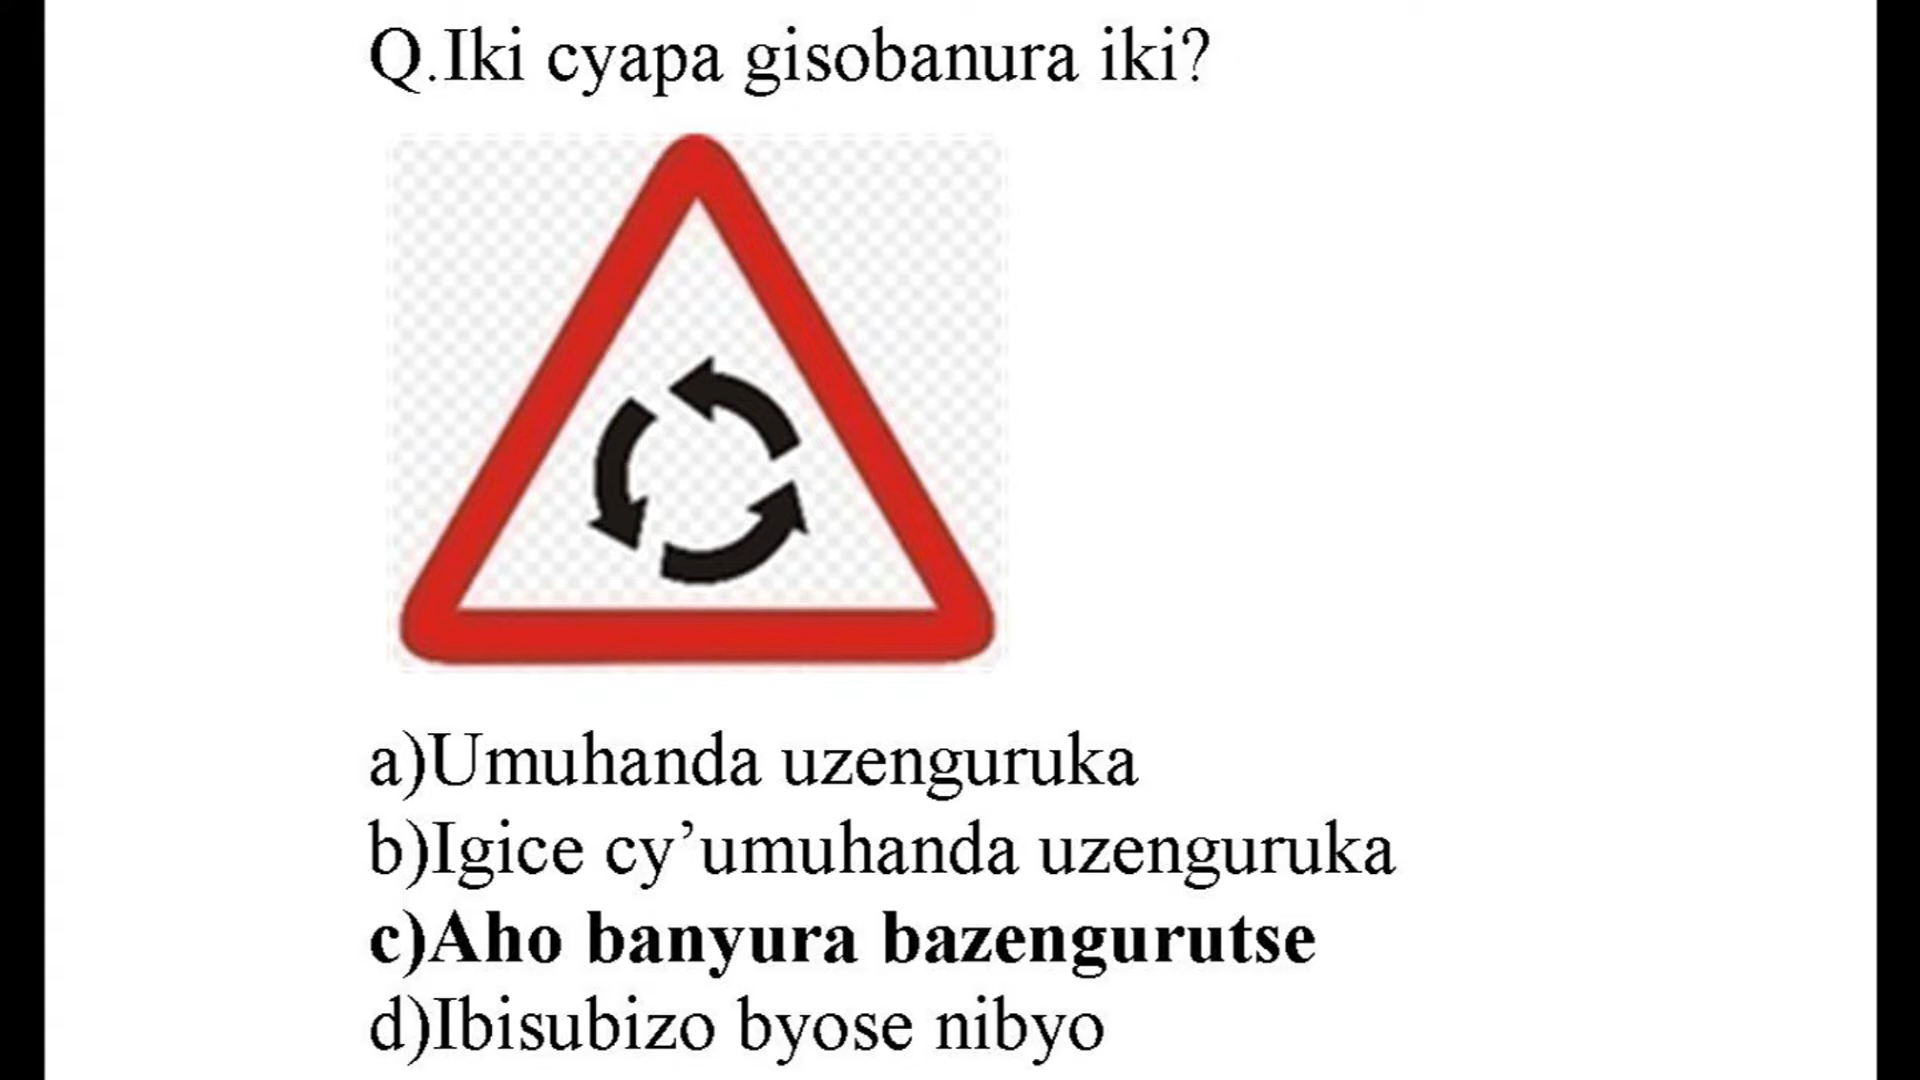 Q.Iki cyapa gisobanura iki?
a)Umuhanda uzenguruka
b)Igice cy’umuhanda uzenguruka
c)Aho banyura bazengurutse
d)Ibisubizo byose nibyo